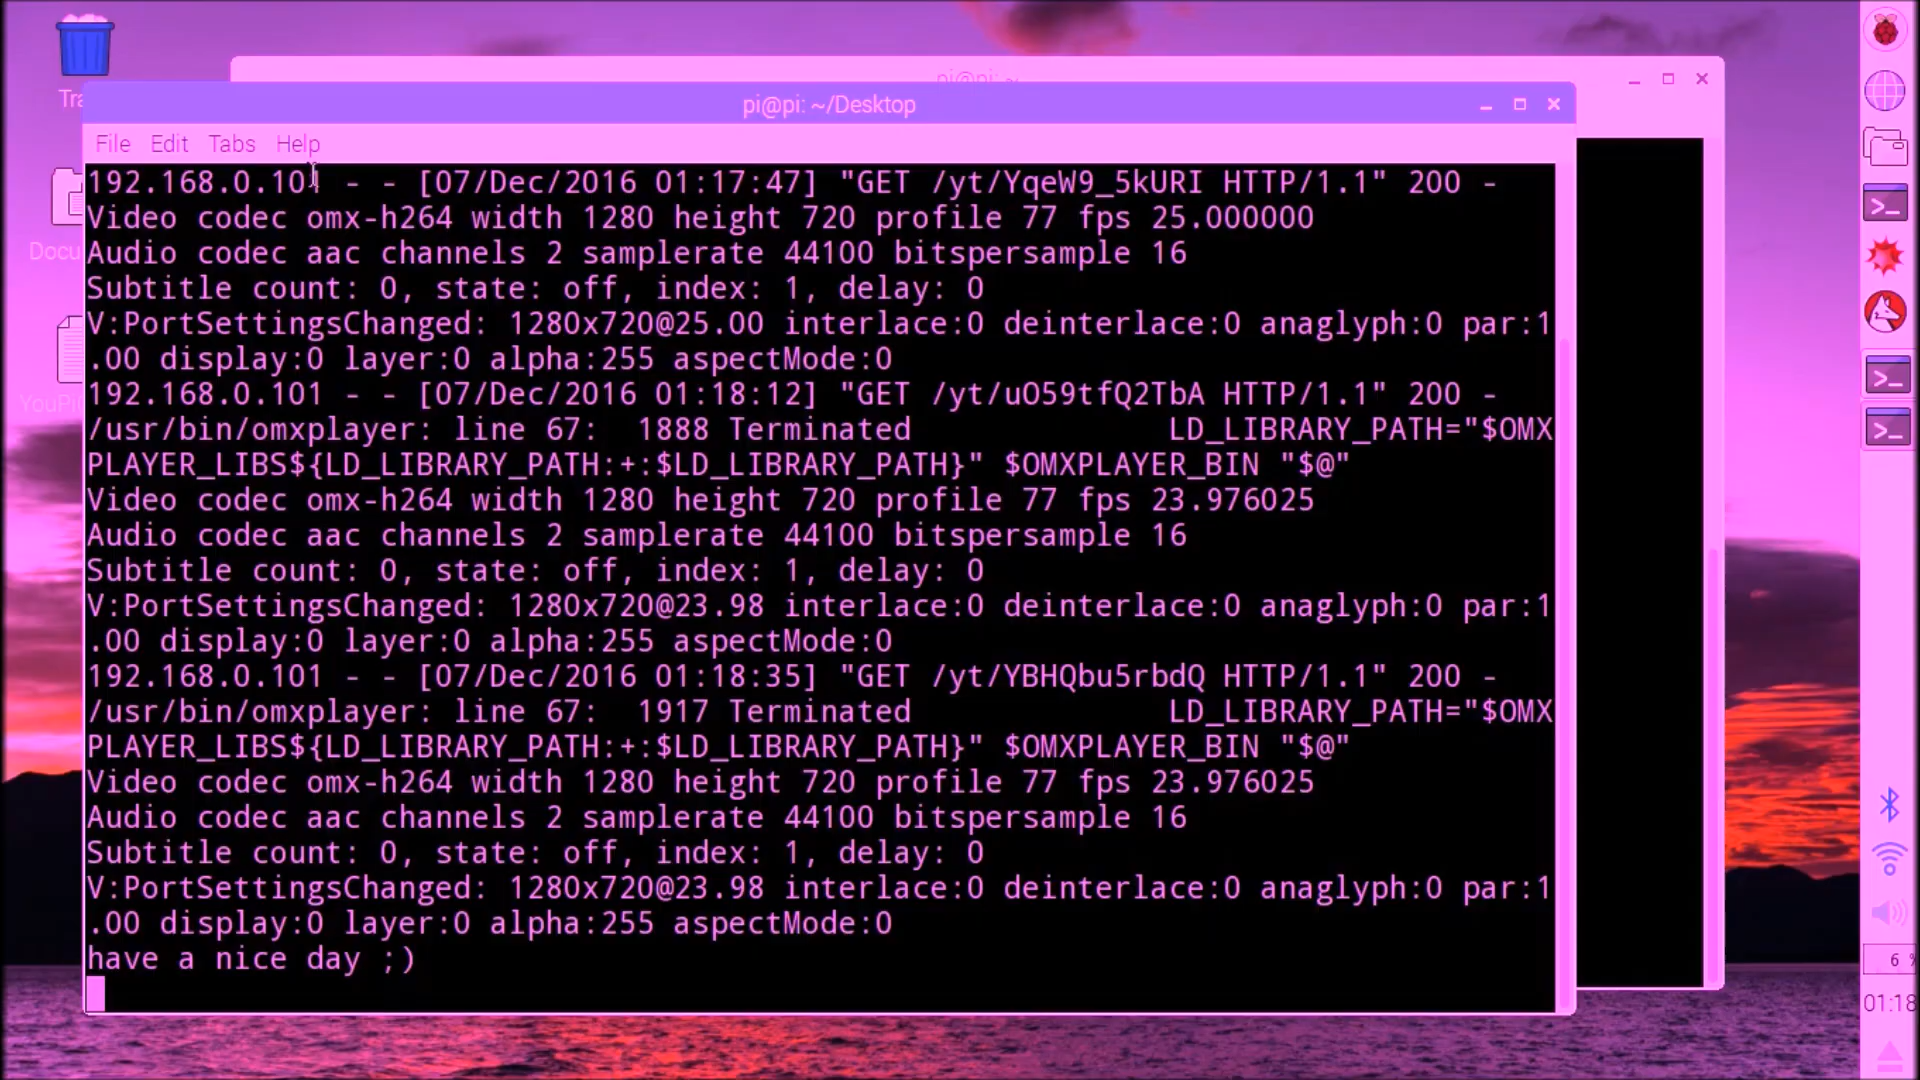 pi@pi: ~
Tra
pi@pi: ~/Desktop
File Edit Tabs Help
192.168.0.101 - - [07/Dec/2016 01:17:47] "GET /yt/YqeW9_5kURI HTTP/1.1" 200 -
Video codec omx-h264 width 1280 height 720 profile 77 fps 25.000000
Audio codec aac channels 2 samplerate 44100 bitspersample 16
Docu
Subtitle count: 0, state: off, index: 1, delay: 0
V:PortSettingsChanged: 1280x720@25.00 interlace:0 deinterlace:0 anaglyph:0 par:1
.00 display:0 layer:0 alpha:255 aspectMode:0
192.168.0.101 - - [07/Dec/2016 01:18:12] "GET /yt/uO59tfQ2TbA HTTP/1.1" 200 -
YouPi
/usr/bin/omxplayer: line 67:  1888 Terminated              LD_LIBRARY_PATH="$OMX
PLAYER_LIBS${LD_LIBRARY_PATH:+:$LD_LIBRARY_PATH}" $OMXPLAYER_BIN "$@"
Video codec omx-h264 width 1280 height 720 profile 77 fps 23.976025
Audio codec aac channels 2 samplerate 44100 bitspersample 16
Subtitle count: 0, state: off, index: 1, delay: 0
V:PortSettingsChanged: 1280x720@23.98 interlace:0 deinterlace:0 anaglyph:0 par:1
.00 display:0 layer:0 alpha:255 aspectMode:0
192.168.0.101 - - [07/Dec/2016 01:18:35] "GET /yt/YBHQbu5rbdQ HTTP/1.1" 200 -
/usr/bin/omxplayer: line 67:  1917 Terminated              LD_LIBRARY_PATH="$OMX
PLAYER_LIBS${LD_LIBRARY_PATH:+:$LD_LIBRARY_PATH}" $OMXPLAYER_BIN "$@"
Video codec omx-h264 width 1280 height 720 profile 77 fps 23.976025
Audio codec aac channels 2 samplerate 44100 bitspersample 16
Subtitle count: 0, state: off, index: 1, delay: 0
V:PortSettingsChanged: 1280x720@23.98 interlace:0 deinterlace:0 anaglyph:0 par:1
.00 display:0 layer:0 alpha:255 aspectMode:0
have a nice day ;)
6 %
01:18